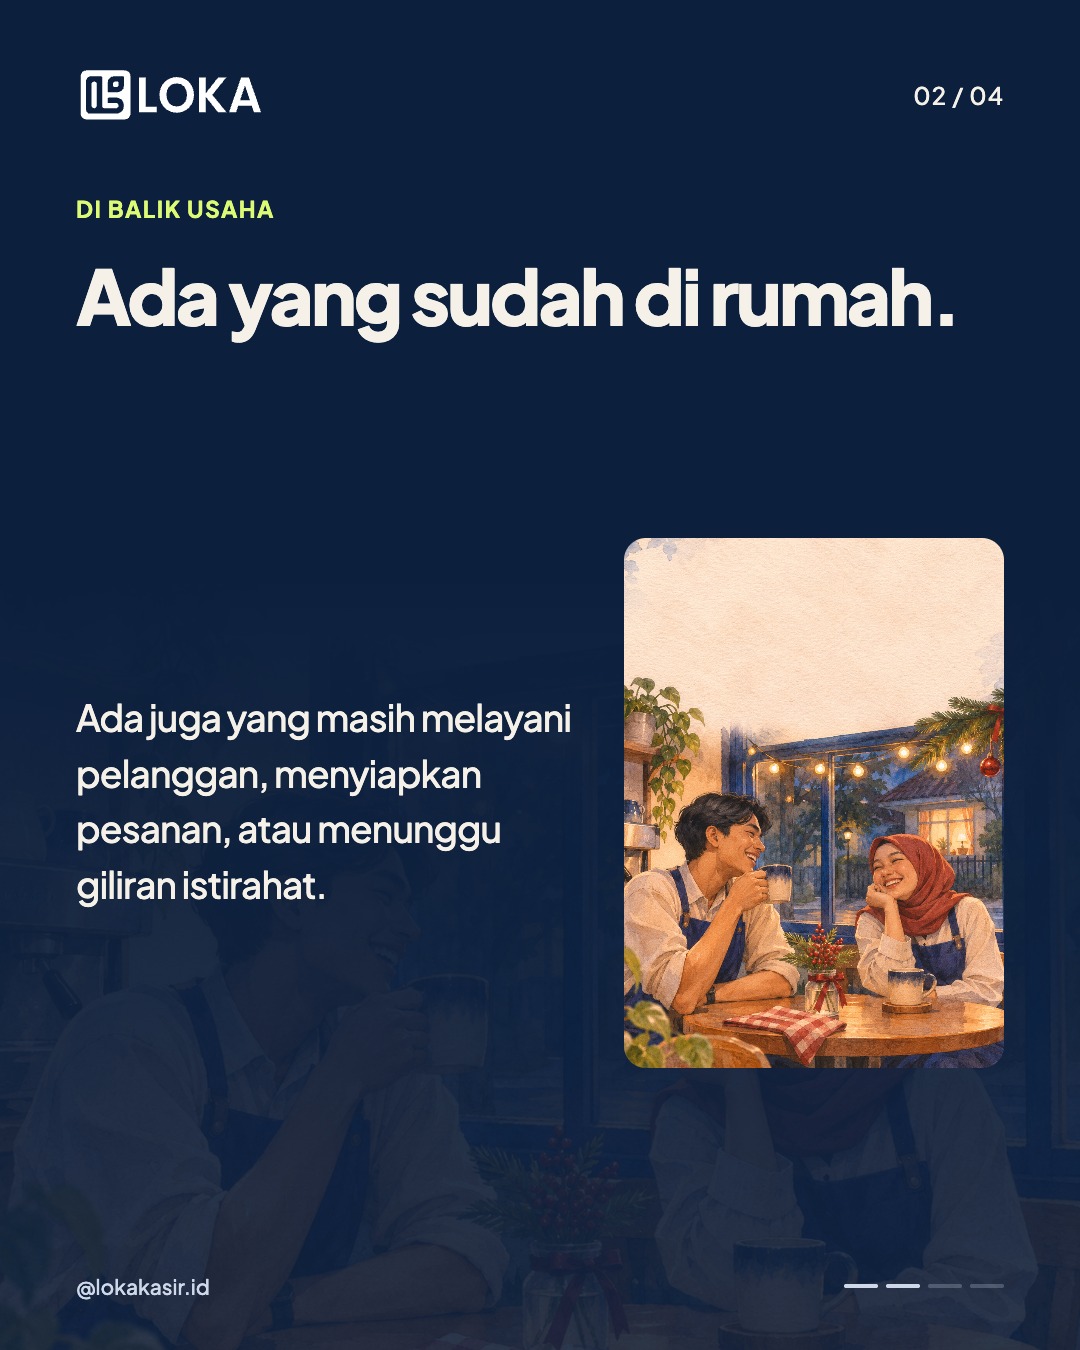 LOKA
02 / 04
DI BALIK USAHA
Ada yang sudah di rumah.
Ada juga yang masih melayani
pelanggan, menyiapkan
pesanan, atau menunggu
giliran istirahat.
@lokakasir.id